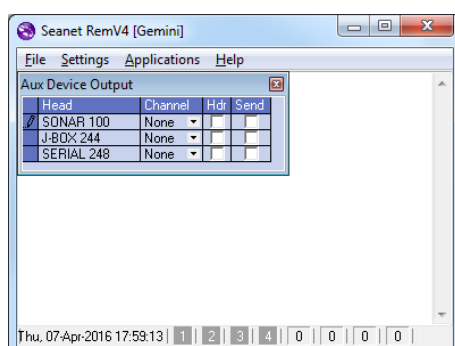 Seanet RemV4 [Gemini]
File Settings Applications Help
Aux Device Output
Head Channel Hdr Send
SONAR 100 None
J-BOX 244 None
SERIAL 248 None
Thu, 07-Apr-2016 17:59:13 1 2 3 4 0 0 0 0